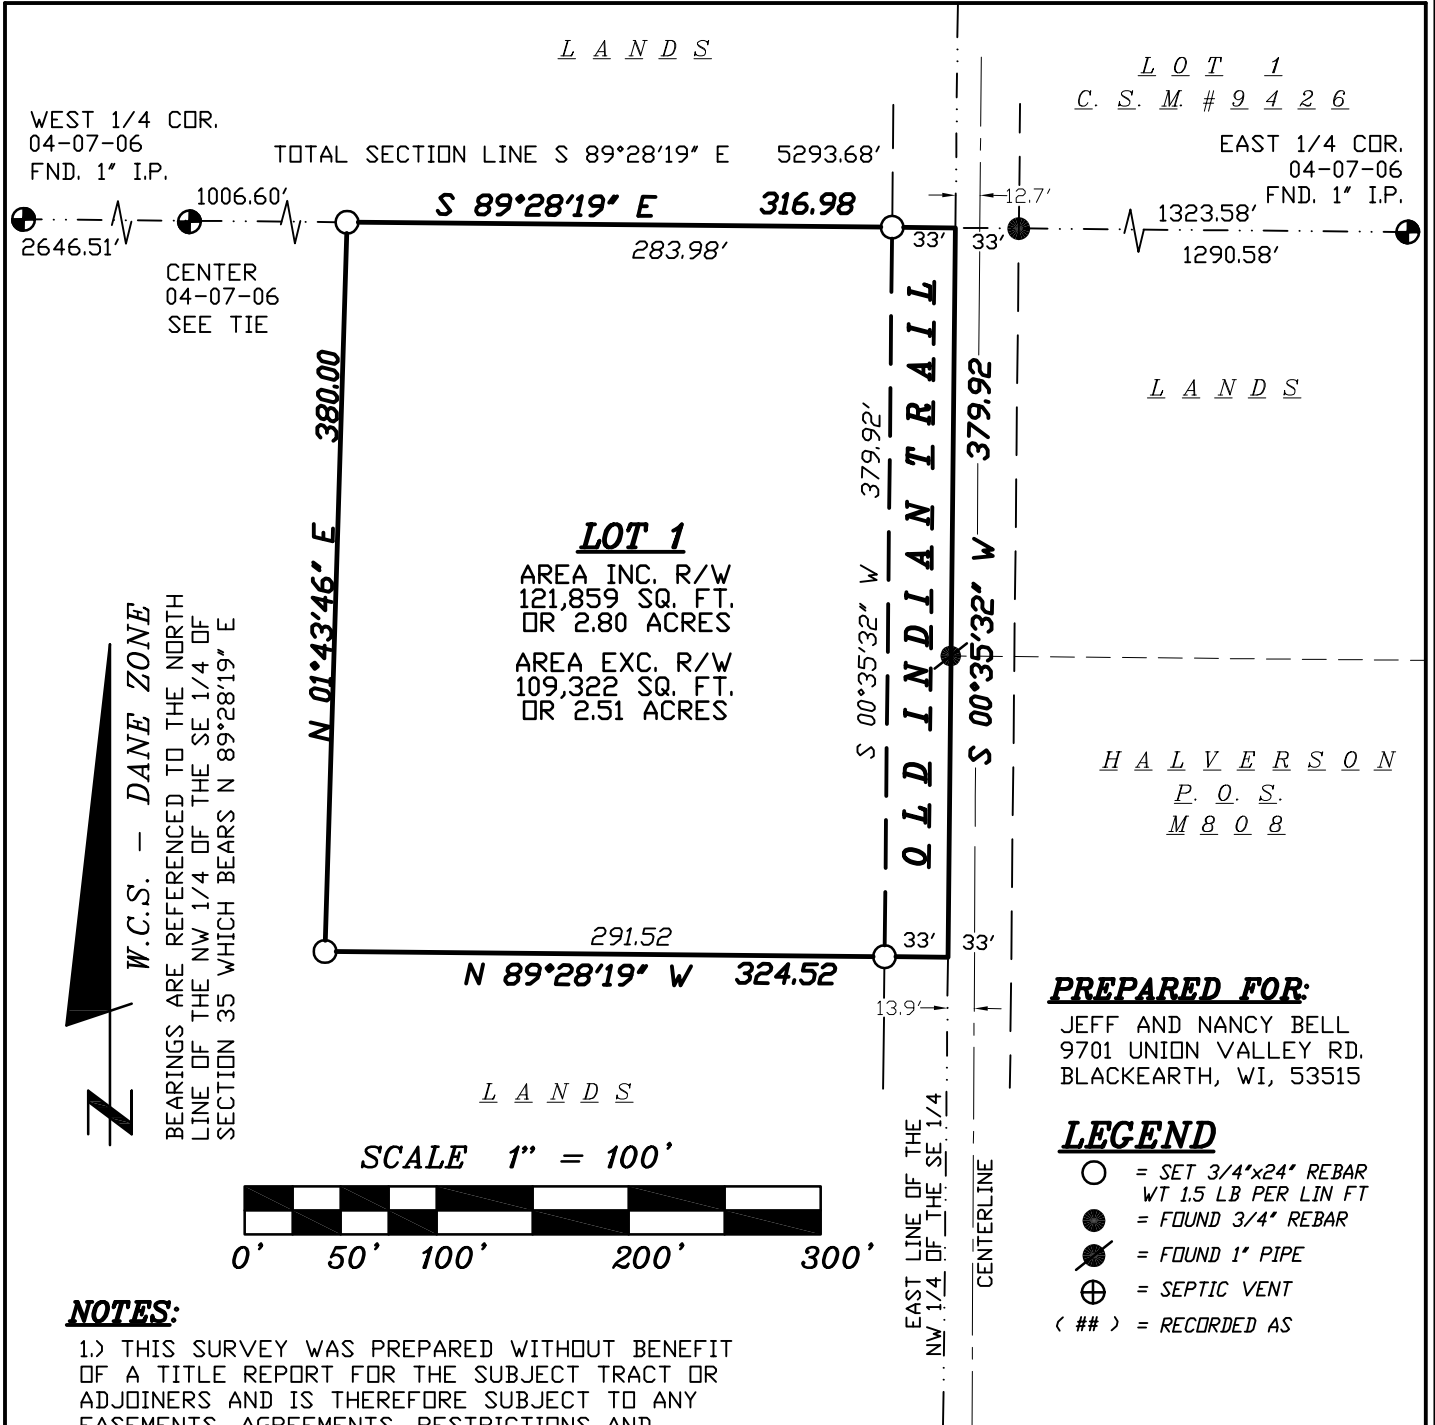 L A N D S
L O T 1
C. S. M. # 9 4 2 6
WEST 1/4 COR.
04-07-06
FND. 1" I.P.
TOTAL SECTION LINE S 89°28'19" E 5293.68'
EAST 1/4 COR.
04-07-06
FND. 1" I.P.
1006.60'
S 89°28'19" E 316.98
12.7'
1323.58'
2646.51'
283.98'
33'
33'
1290.58'
CENTER
04-07-06
SEE TIE
N 01°43'46" E 380.00
S 00°35'32" W 379.92'
OLD INDIAN TRAIL
S 00°35'32" W 379.92
L A N D S
LOT 1
AREA INC. R/W
121,859 SQ. FT.
OR 2.80 ACRES
AREA EXC. R/W
109,322 SQ. FT.
OR 2.51 ACRES
H A L V E R S O N
P. O. S.
M 8 0 8
W.C.S. - DANE ZONE
BEARINGS ARE REFERENCED TO THE NORTH
LINE OF THE NW 1/4 OF THE SE 1/4 OF
SECTION 35 WHICH BEARS N 89°28'19" E
N
291.52
33'
33'
N 89°28'19" W 324.52
13.9'
PREPARED FOR:
JEFF AND NANCY BELL
9701 UNION VALLEY RD.
BLACKEARTH, WI, 53515
L A N D S
SCALE 1" = 100'
0' 50' 100' 200' 300'
EAST LINE OF THE
NW 1/4 OF THE SE 1/4
CENTERLINE
LEGEND
= SET 3/4"x24" REBAR
WT 1.5 LB PER LIN FT
= FOUND 3/4" REBAR
= FOUND 1" PIPE
= SEPTIC VENT
( ## ) = RECORDED AS
NOTES:
1.) THIS SURVEY WAS PREPARED WITHOUT BENEFIT
OF A TITLE REPORT FOR THE SUBJECT TRACT OR
ADJOINERS AND IS THEREFORE SUBJECT TO ANY
EASEMENTS, AGREEMENTS, RESTRICTIONS AND